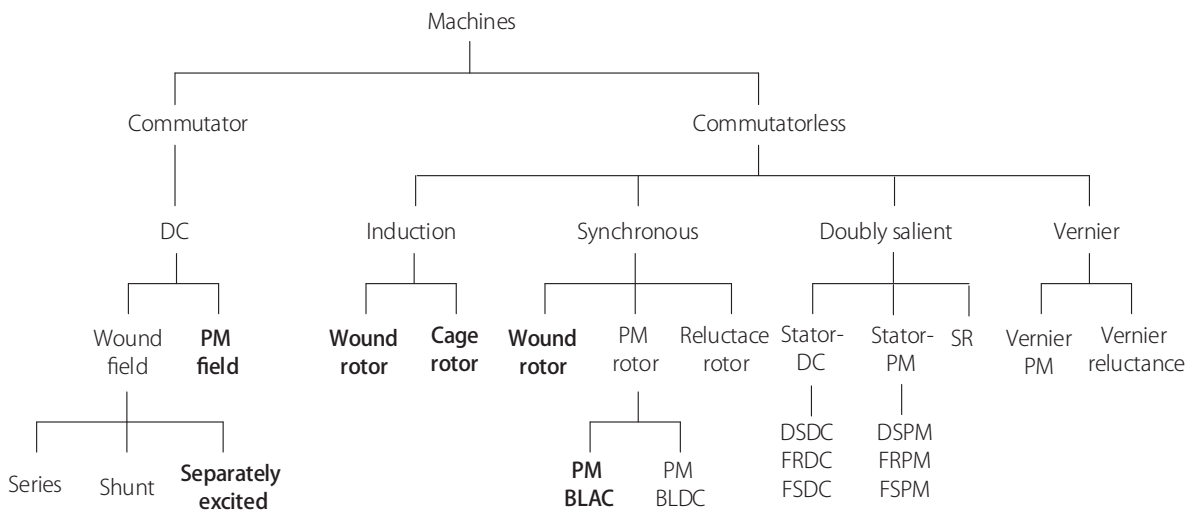 Machines
Commutator
Commutatorless
DC
Induction
Synchronous
Doubly salient
Vernier
Wound
field
PM
field
Wound
rotor
Cage
rotor
Wound
rotor
PM
rotor
Reluctace
rotor
Stator-
DC
Stator-
PM
SR
Vernier
PM
Vernier
reluctance
Series
Shunt
Separately
excited
PM
BLAC
PM
BLDC
DSDC
FRDC
FSDC
DSPM
FRPM
FSPM